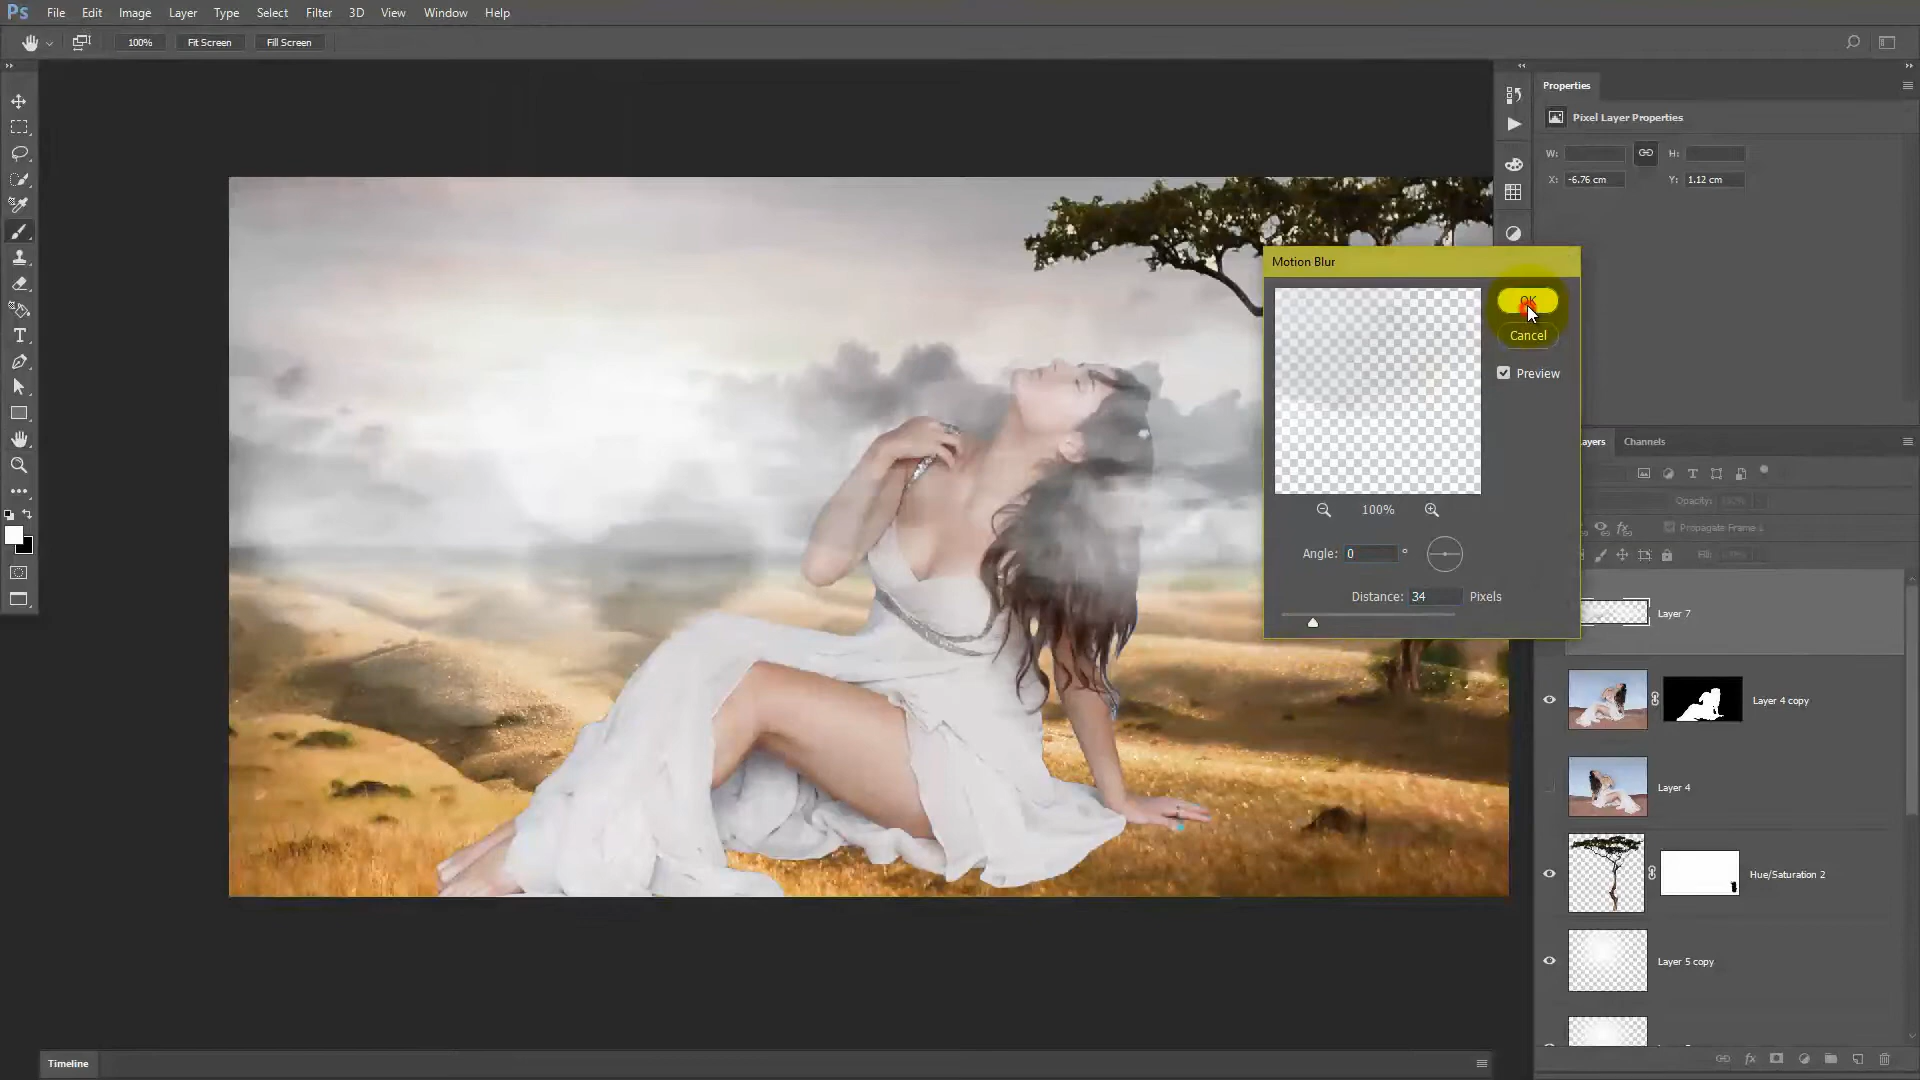 Ps File Edit Image Layer Type Select Filter 3D View Window Help
100% Fit Screen Fill Screen
Properties
Pixel Layer Properties
W: H:
X: -6.76 cm Y: 1.12 cm
Motion Blur
OK
Cancel
Preview
100%
Angle: 0 °
Distance: 34 Pixels
ayers Channels
Opacity:
Propagate Frame 1
Fill:
Layer 7
Layer 4 copy
Layer 4
Hue/Saturation 2
Layer 5 copy
Timeline